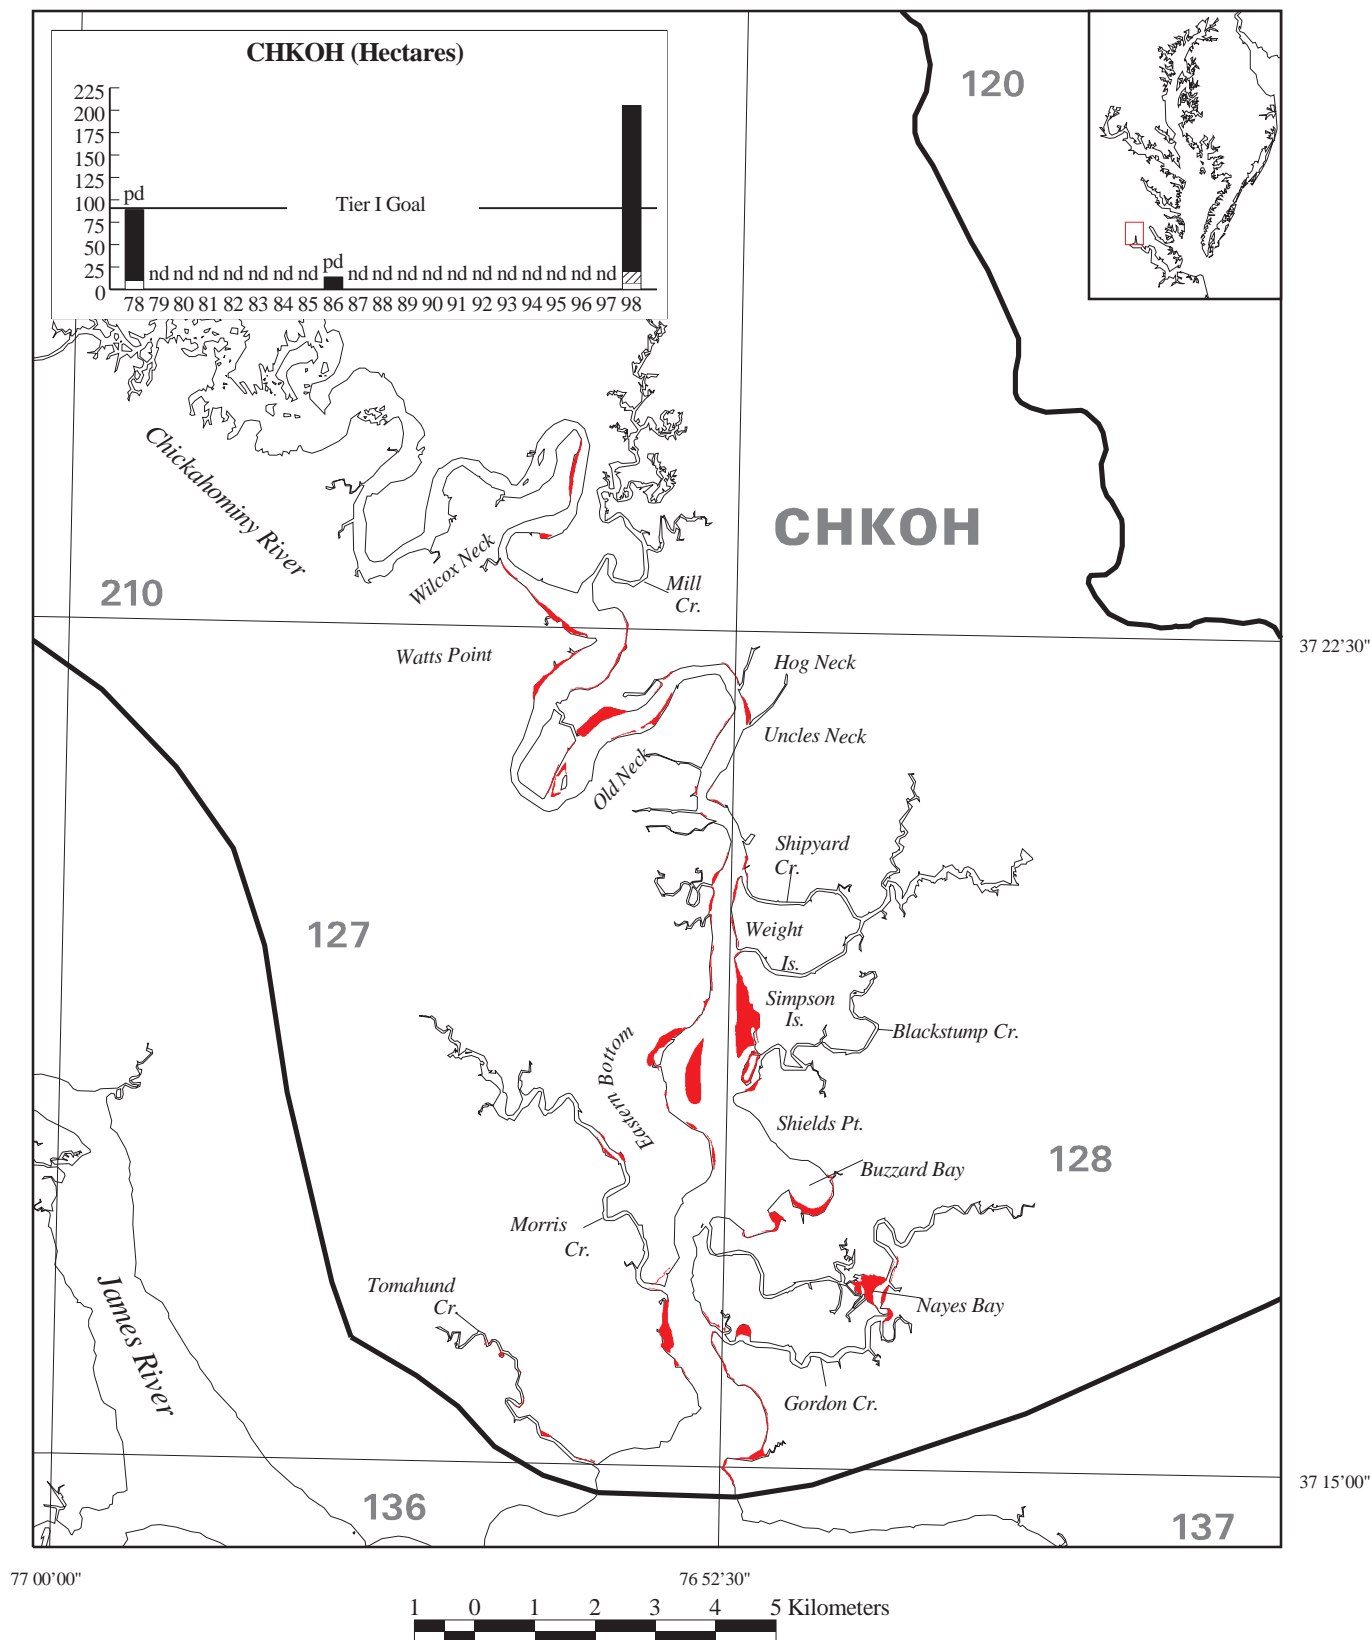 CHKOH (Hectares)
225
200
175
150
125
100
75
50
25
0
pd
Tier I Goal
nd nd nd nd nd nd nd pd nd nd nd nd nd nd nd nd nd nd nd
78 79 80 81 82 83 84 85 86 87 88 89 90 91 92 93 94 95 96 97 98
120
Chickahominy River
CHKOH
Wilcox Neck
210
Mill
Cr.
37 22'30"
Watts Point
Hog Neck
Uncles Neck
Old Neck
Shipyard
Cr.
127
Weight
Is.
Simpson
Is.
Blackstump Cr.
Eastern Bottom
Shields Pt.
128
Buzzard Bay
Morris
Cr.
Tomahund
Cr.
Nayes Bay
James River
Gordon Cr.
37 15'00"
136
137
77 00'00"
76 52'30"
1 0 1 2 3 4 5 Kilometers